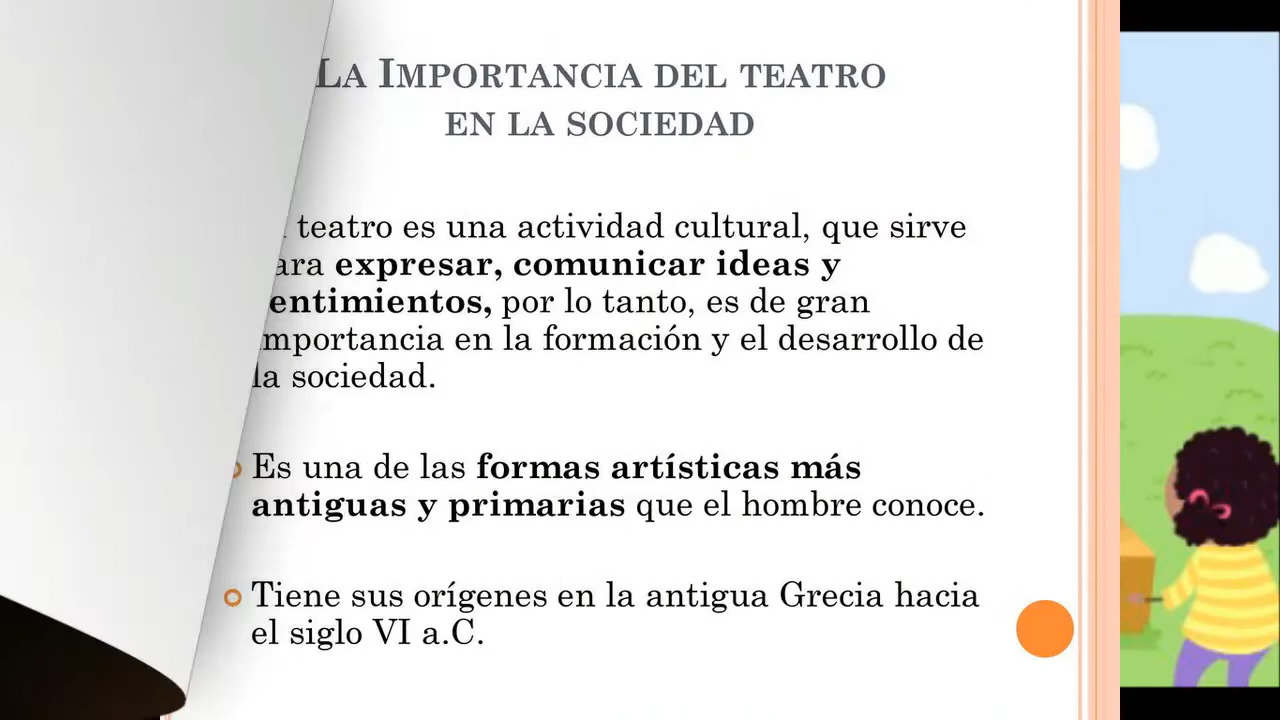 La Importancia del teatro
en la sociedad
teatro es una actividad cultural, que sirve
ara expresar, comunicar ideas y
entimientos, por lo tanto, es de gran
mportancia en la formación y el desarrollo de
la sociedad.
Es una de las formas artísticas más
antiguas y primarias que el hombre conoce.
Tiene sus orígenes en la antigua Grecia hacia
el siglo VI a.C.